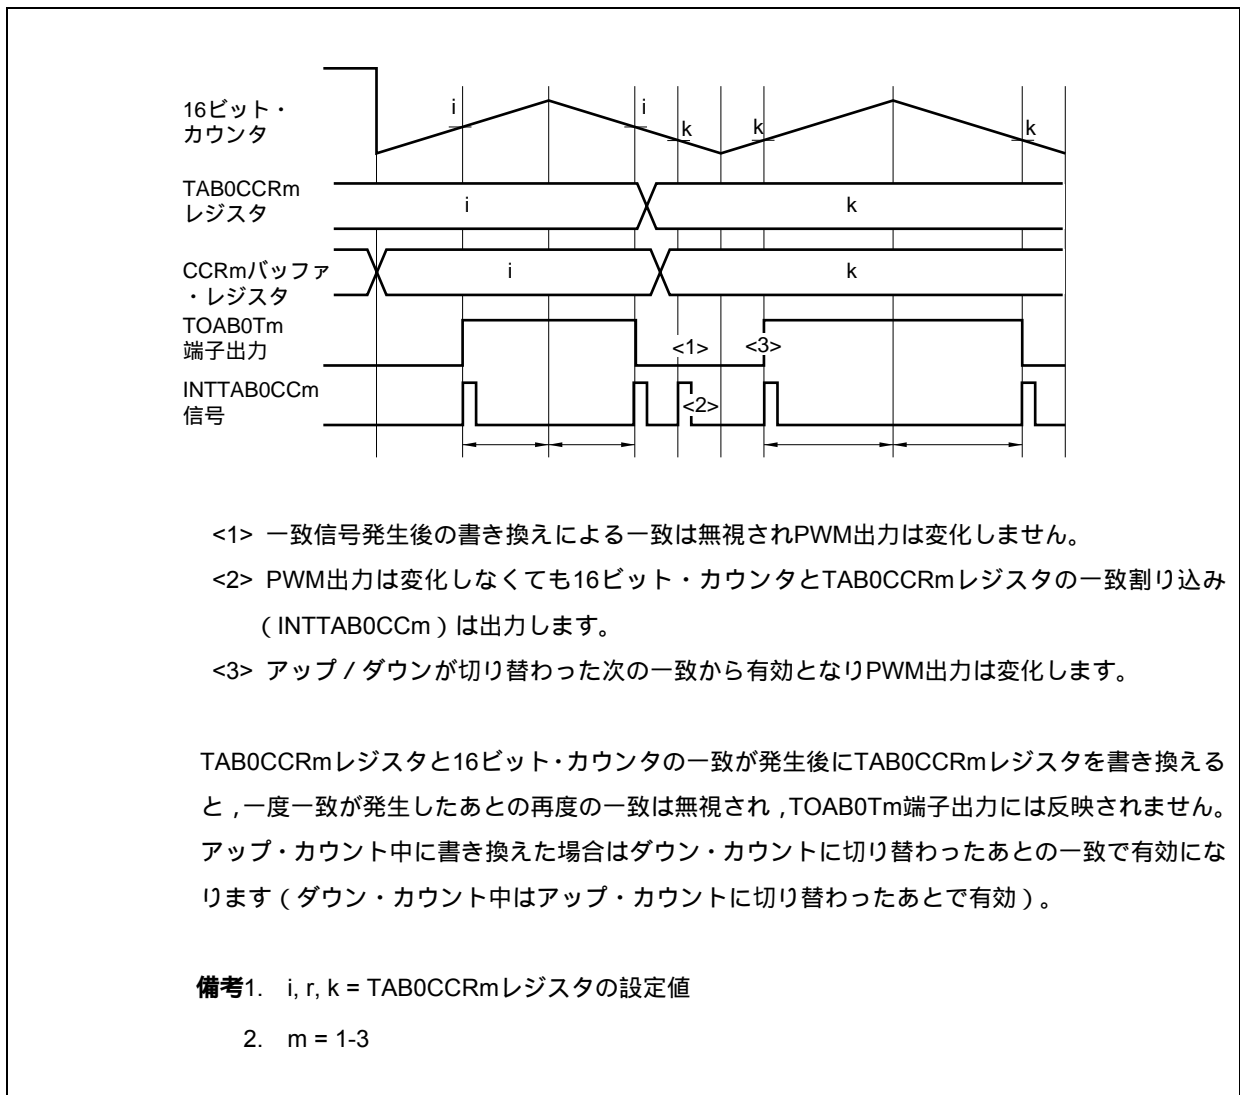 16ビット・
カウンタ
i
i
k
k
k
TAB0CCRm
レジスタ
i
k
CCRmバッファ
・レジスタ
i
k
TOAB0Tm
端子出力
<1>
<3>
INTTAB0CCm
信号
<2>
<1> 一致信号発生後の書き換えによる一致は無視されPWM出力は変化しません。
<2> PWM出力は変化しなくても16ビット・カウンタとTAB0CCRmレジスタの一致割り込み
（INTTAB0CCm）は出力します。
<3> アップ／ダウンが切り替わった次の一致から有効となりPWM出力は変化します。
TAB0CCRmレジスタと16ビット・カウンタの一致が発生後にTAB0CCRmレジスタを書き換える
と，一度一致が発生したあとの再度の一致は無視され，TOAB0Tm端子出力には反映されません。
アップ・カウント中に書き換えた場合はダウン・カウントに切り替わったあとの一致で有効にな
ります（ダウン・カウント中はアップ・カウントに切り替わったあとで有効）。
備考1. i, r, k = TAB0CCRmレジスタの設定値
2. m = 1-3